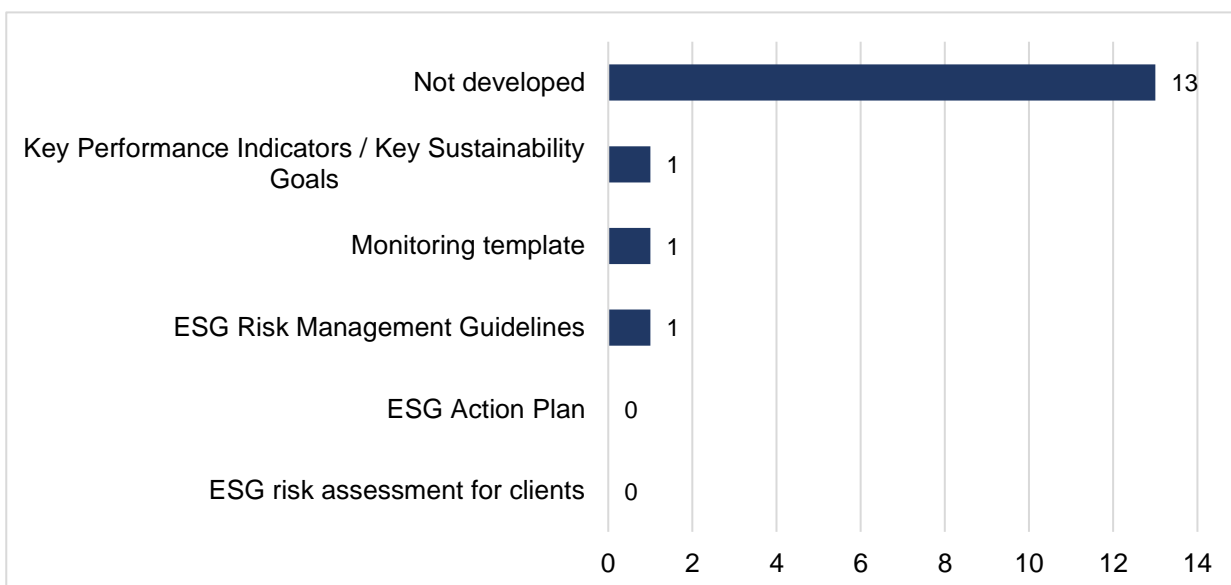 Not developed
13
Key Performance Indicators / Key Sustainability
Goals
1
Monitoring template
1
ESG Risk Management Guidelines
1
ESG Action Plan
0
ESG risk assessment for clients
0
0 2 4 6 8 10 12 14